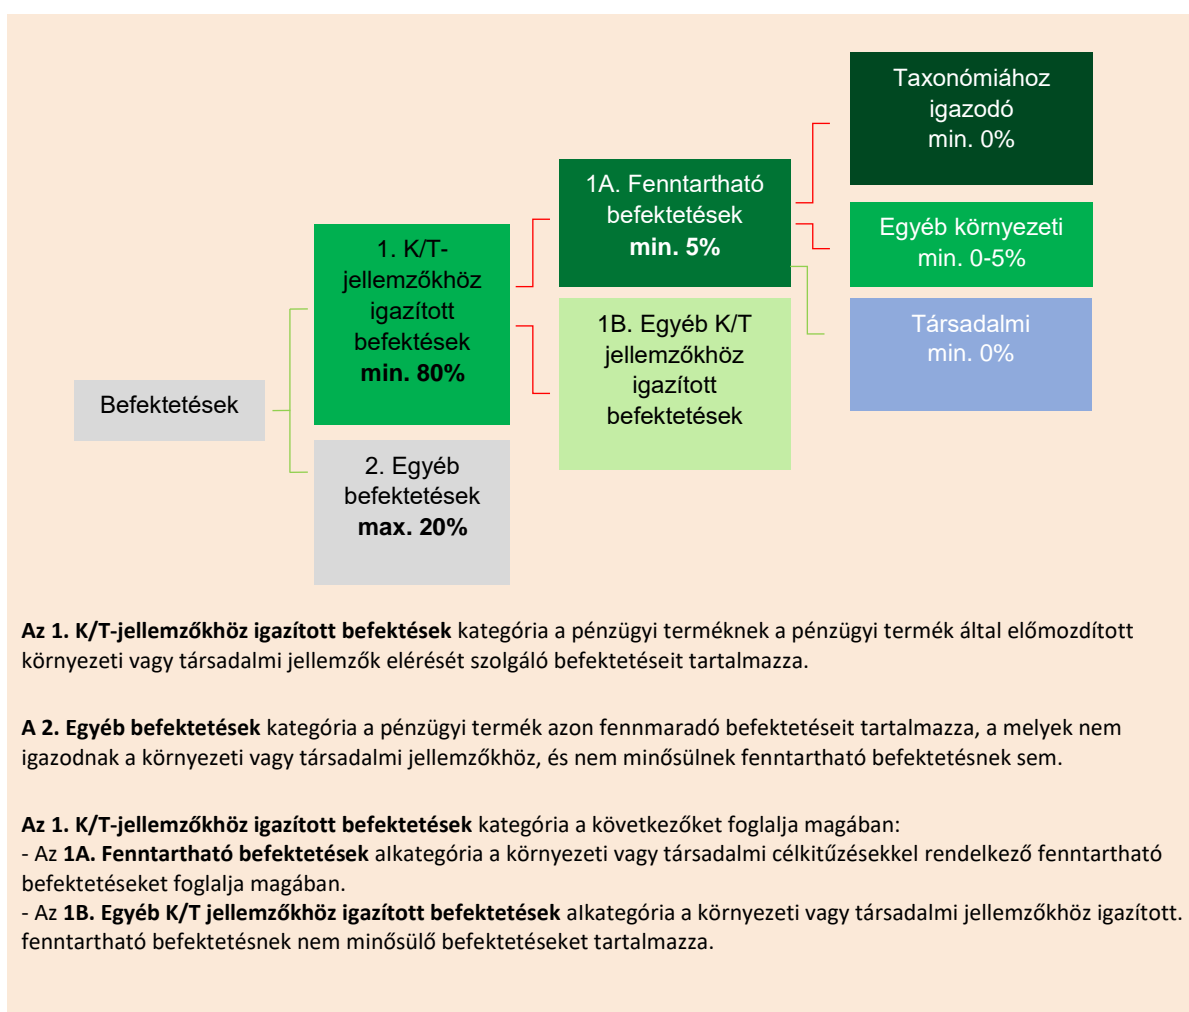 Taxonómiához
igazodó
min. 0%
1A. Fenntartható
befektetések
min. 5%
Egyéb környezeti
min. 0-5%
1. K/T-
jellemzőkhöz
igazított
befektések
min. 80%
1B. Egyéb K/T
jellemzőkhöz
igazított
befektetések
Társadalmi
min. 0%
Befektetések
2. Egyéb
befektetések
max. 20%
Az 1. K/T-jellemzőkhöz igazított befektések kategória a pénzügyi terméknek a pénzügyi termék által előmozdított
környezeti vagy társadalmi jellemzők elérését szolgáló befektetéseit tartalmazza.
A 2. Egyéb befektetések kategória a pénzügyi termék azon fennmaradó befektetéseit tartalmazza, a melyek nem
igazodnak a környezeti vagy társadalmi jellemzőkhöz, és nem minősülnek fenntartható befektetésnek sem.
Az 1. K/T-jellemzőkhöz igazított befektetések kategória a következőket foglalja magában:
- Az 1A. Fenntartható befektetések alkategória a környezeti vagy társadalmi célkitűzésekkel rendelkező fenntartható
befektetéseket foglalja magában.
- Az 1B. Egyéb K/T jellemzőkhöz igazított befektetések alkategória a környezeti vagy társadalmi jellemzőkhöz igazított.
fenntartható befektetésnek nem minősülő befektetéseket tartalmazza.